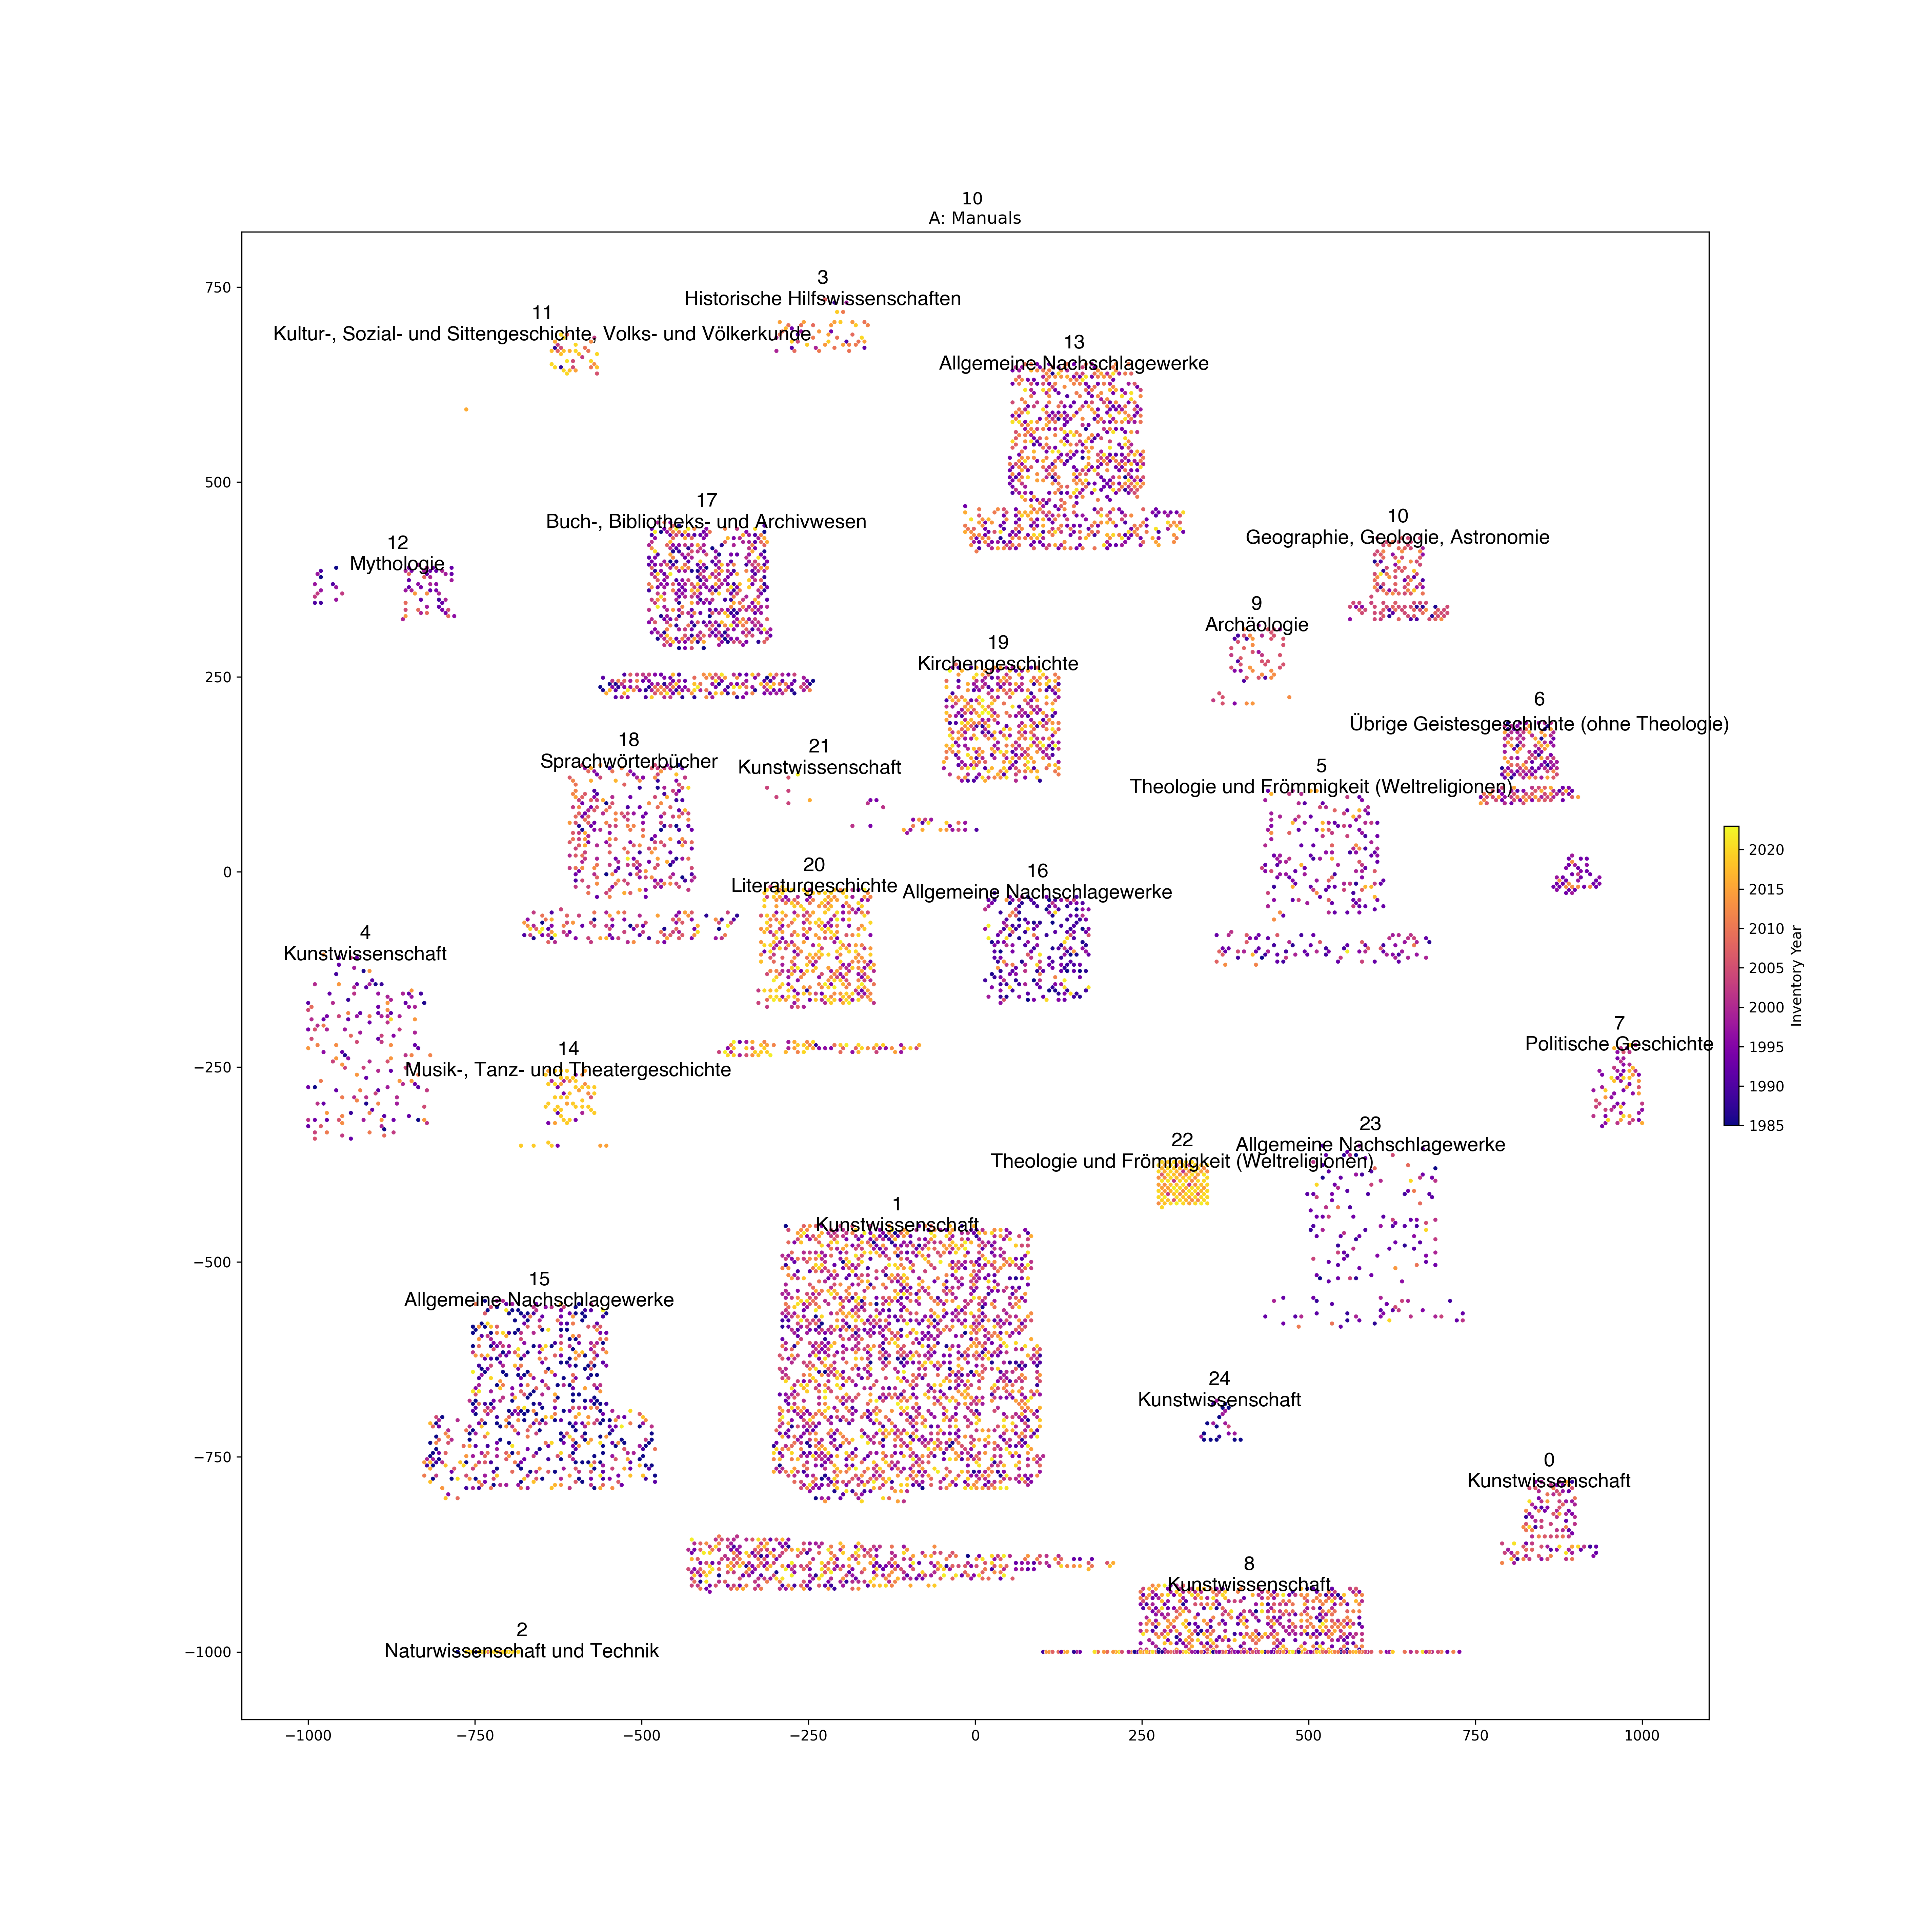 10
A: Manuals
3
Historische Hilfswissenschaften
11
Kultur-, Sozial- und Sittengeschichte, Volks- und Völkerkunde
13
Allgemeine Nachschlagewerke
17
Buch-, Bibliotheks- und Archivwesen
10
Geographie, Geologie, Astronomie
12
Mythologie
9
Archäologie
19
Kirchengeschichte
6
Übrige Geistesgeschichte (ohne Theologie)
18
Sprachwörterbücher
21
Kunstwissenschaft
5
Theologie und Frömmigkeit (Weltreligionen)
20
Literaturgeschichte
16
Allgemeine Nachschlagewerke
4
Kunstwissenschaft
7
Politische Geschichte
14
Musik-, Tanz- und Theatergeschichte
23
Allgemeine Nachschlagewerke
22
Theologie und Frömmigkeit (Weltreligionen)
1
Kunstwissenschaft
15
Allgemeine Nachschlagewerke
24
Kunstwissenschaft
0
Kunstwissenschaft
8
Kunstwissenschaft
2
Naturwissenschaft und Technik
750
500
250
0
−250
−500
−750
−1000
−1000 −750 −500 −250 0 250 500 750 1000
2020
2015
2010
2005
2000
1995
1990
1985
Inventory Year